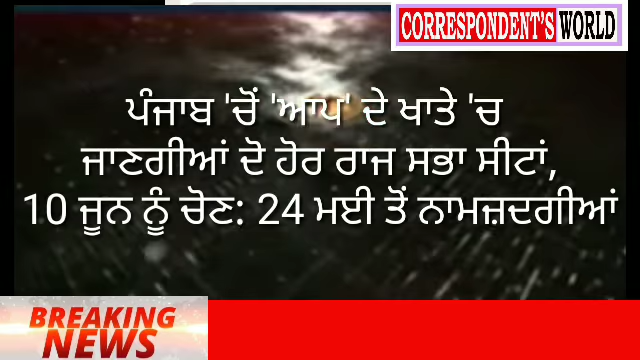 CORRESPONDENT'S WORLD
ਪੰਜਾਬ 'ਚੋਂ 'ਆਪ' ਦੇ ਖਾਤੇ 'ਚ
ਜਾਣਗੀਆਂ ਦੋ ਹੋਰ ਰਾਜ ਸਭਾ ਸੀਟਾਂ,
10 ਜੂਨ ਨੂੰ ਚੋਣ: 24 ਮਈ ਤੋਂ ਨਾਮਜ਼ਦਗੀਆਂ
BREAKING
NEWS